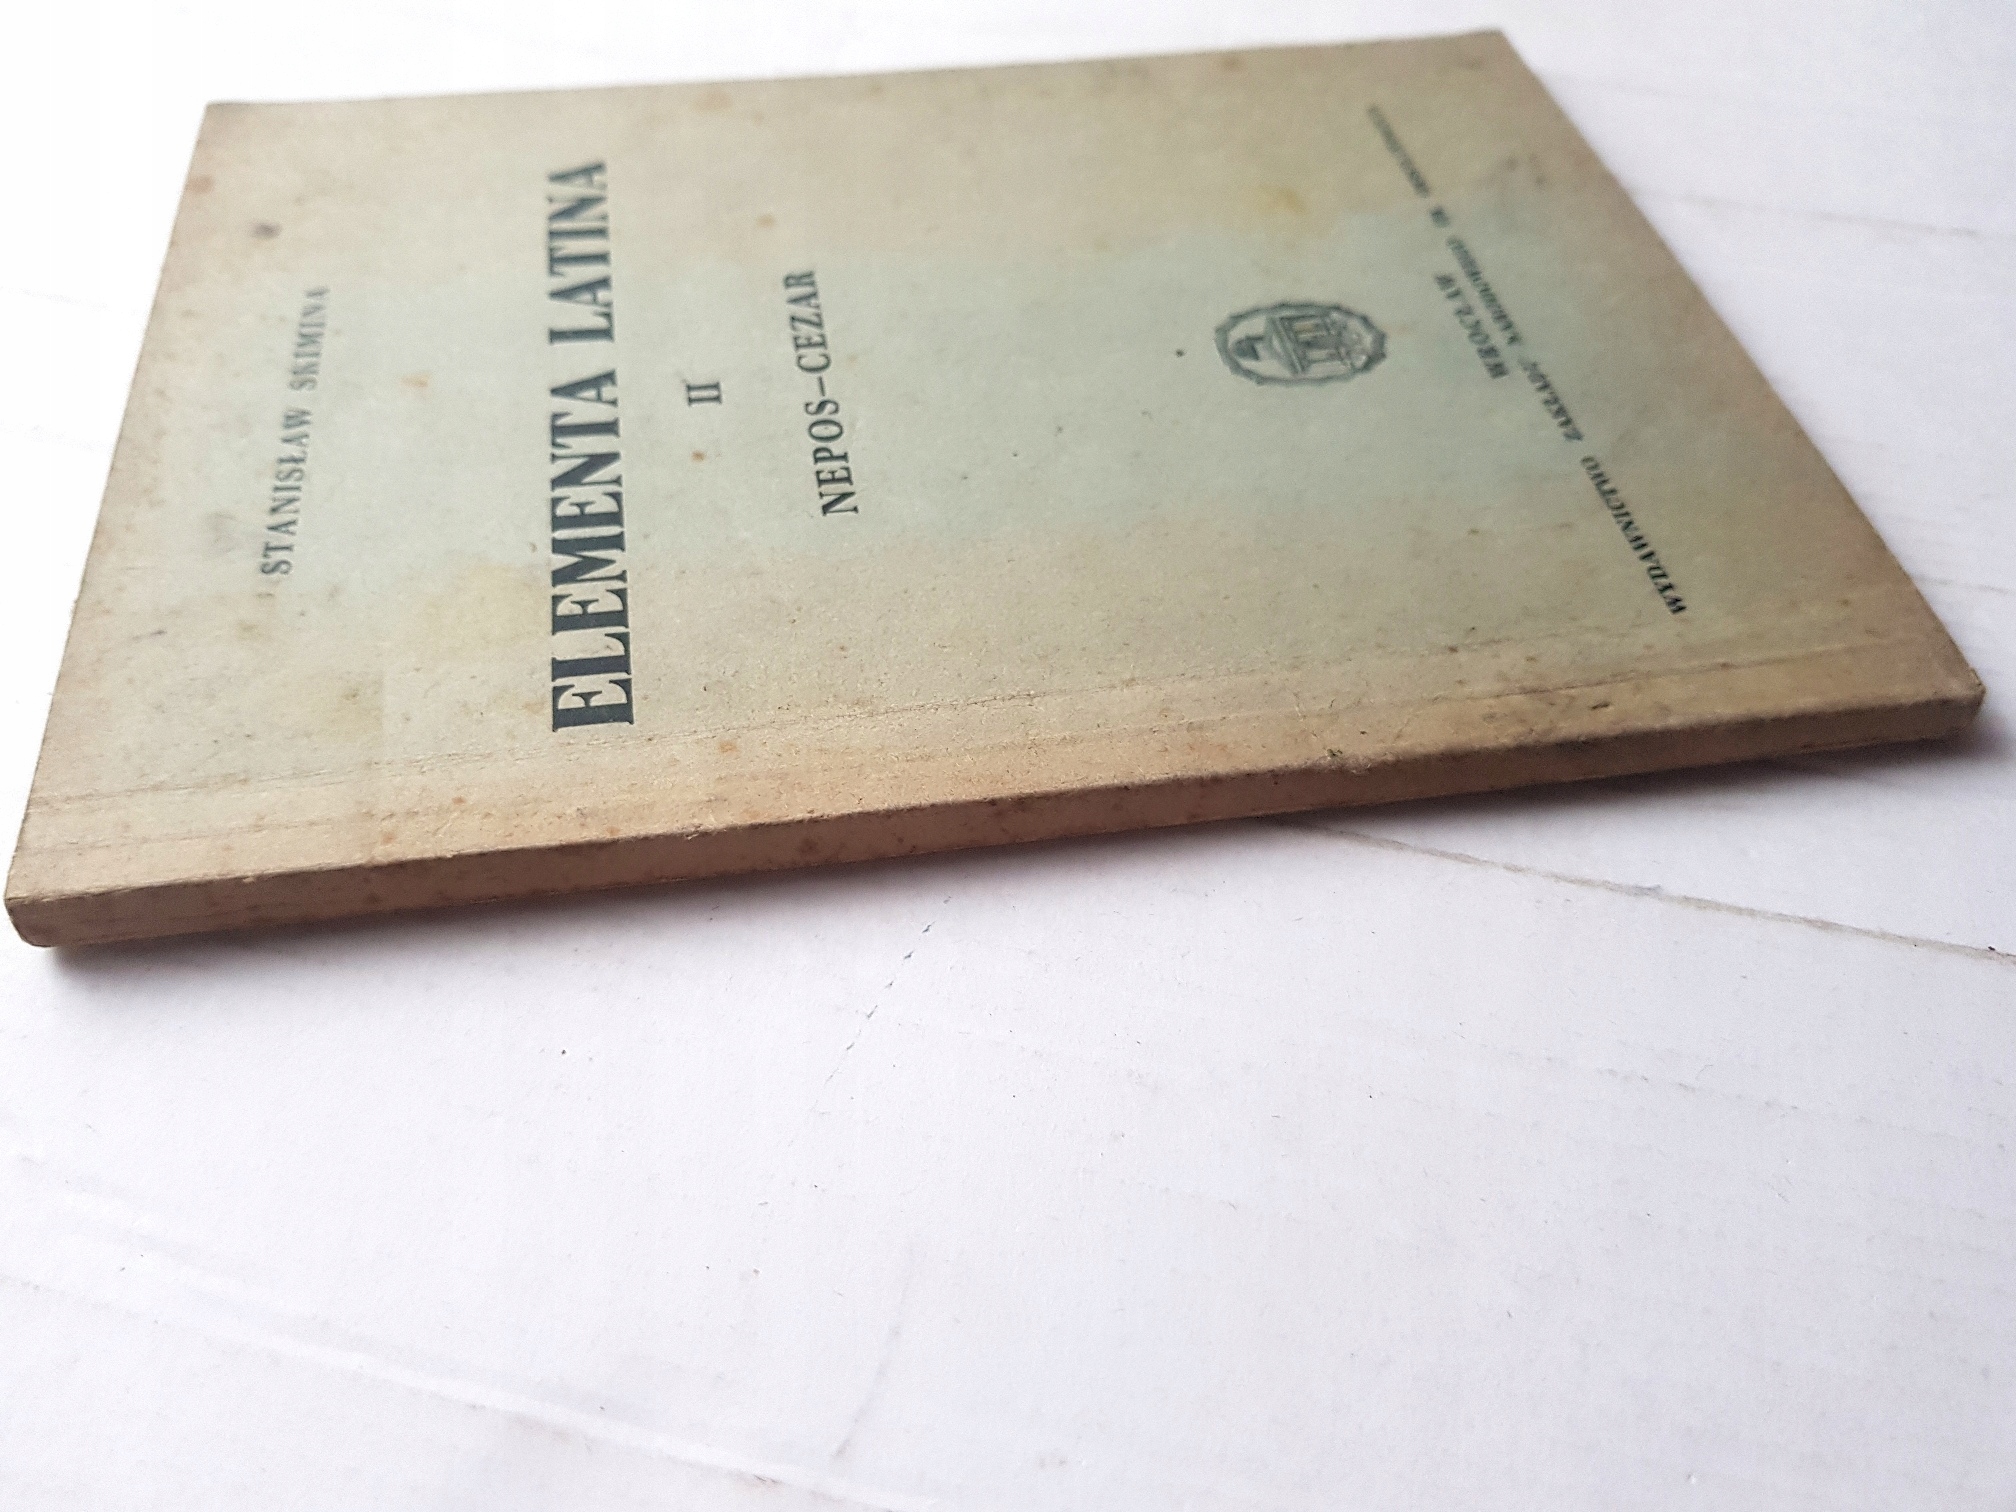 STANISŁAW SKIMINA
ELEMENTA LATINA
II
NEPOS—CEZAR
WROCŁAW
WYDAWNICTWO ZAKŁADU NARODOWEGO IM. OSSOLIŃSKICH